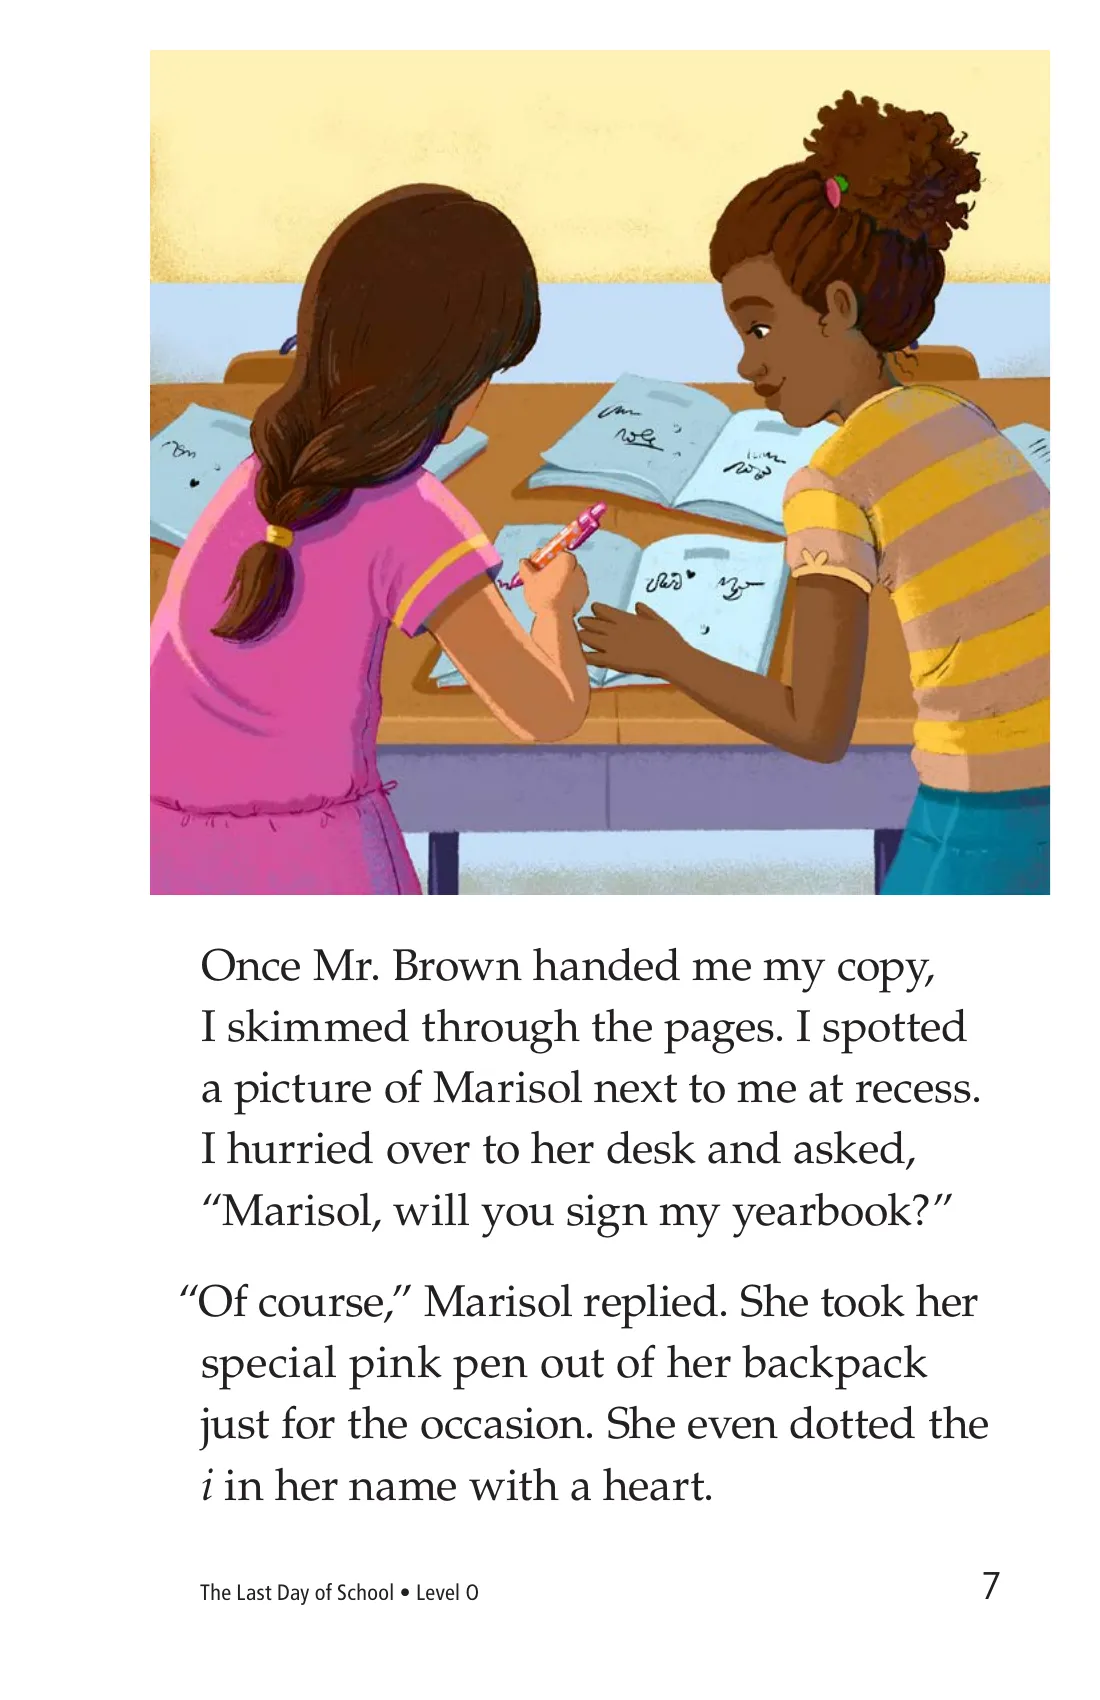 Once Mr. Brown handed me my copy,
I skimmed through the pages. I spotted
a picture of Marisol next to me at recess.
I hurried over to her desk and asked,
“Marisol, will you sign my yearbook?”
“Of course,” Marisol replied. She took her
special pink pen out of her backpack
just for the occasion. She even dotted the
i in her name with a heart.
The Last Day of School • Level O
7